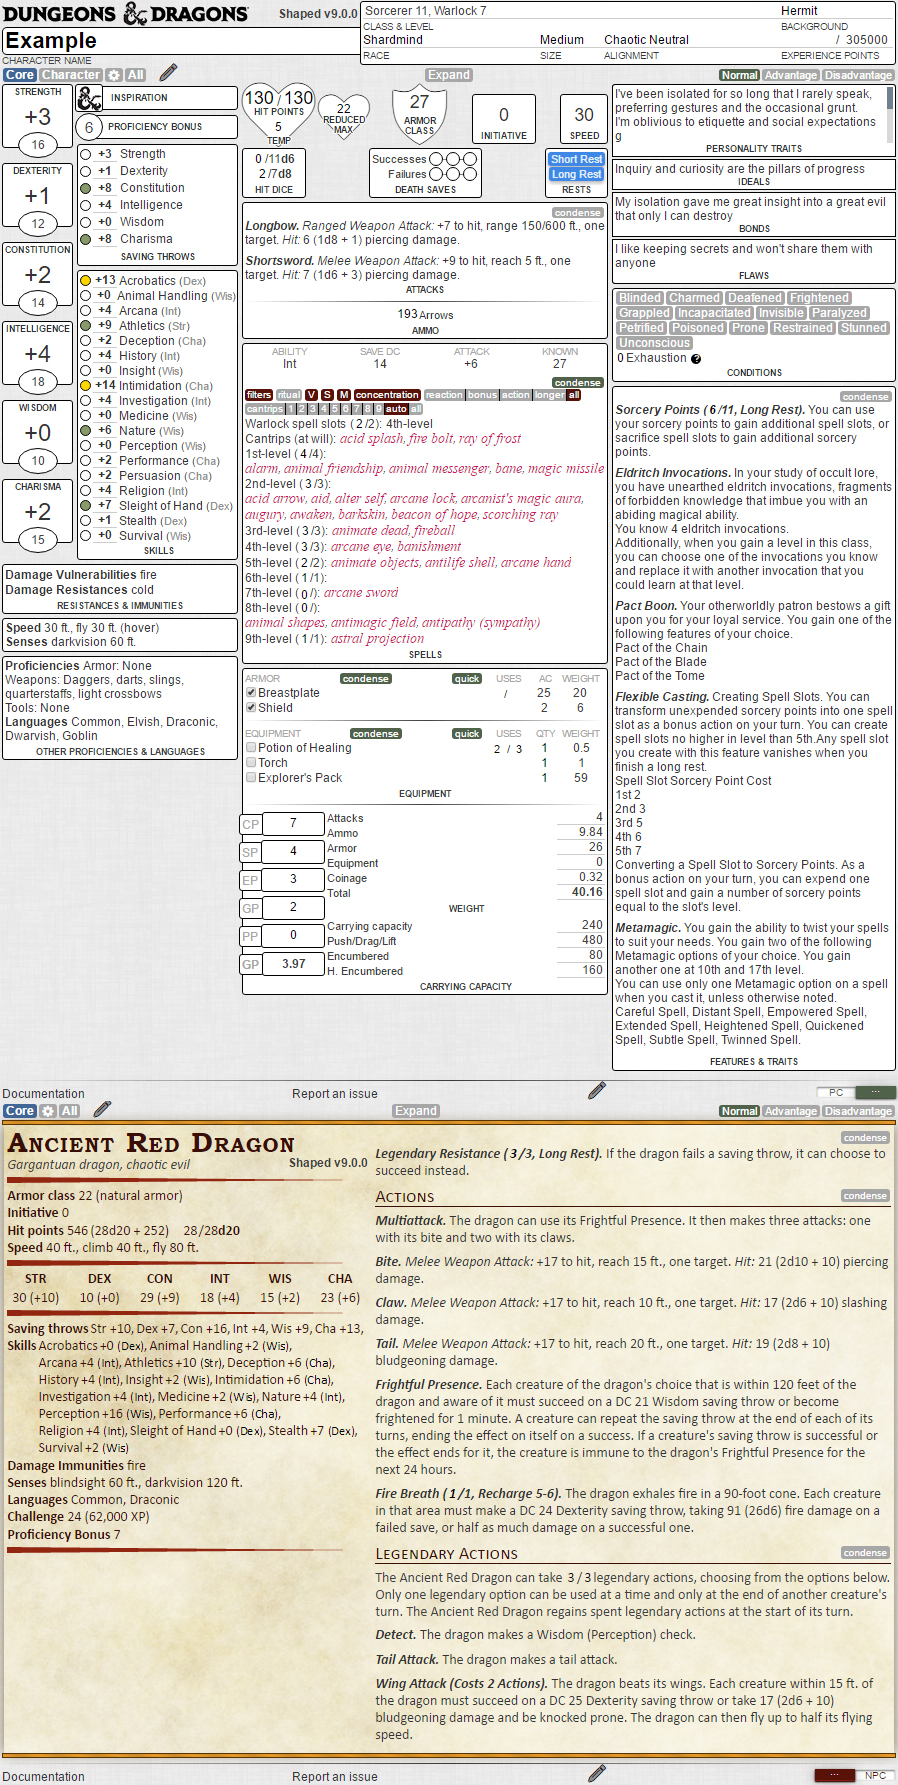 DUNGEONS & DRAGONS
Shaped v9.0.0
Sorcerer 11, Warlock 7
Hermit
CLASS & LEVEL
BACKGROUND
Example
Shardmind
Medium
Chaotic Neutral
/ 305000
CHARACTER NAME
RACE
SIZE
ALIGNMENT
EXPERIENCE POINTS
Core
Character
All
Expand
Normal
Advantage
Disadvantage
STRENGTH
+3
16
DEXTERITY
+1
12
CONSTITUTION
+2
14
INTELLIGENCE
+4
18
WISDOM
+0
10
CHARISMA
+2
15
INSPIRATION
6 PROFICIENCY BONUS
+3 Strength
+1 Dexterity
+8 Constitution
+4 Intelligence
+0 Wisdom
+8 Charisma
SAVING THROWS
+13 Acrobatics (Dex)
+0 Animal Handling (Wis)
+4 Arcana (Int)
+9 Athletics (Str)
+2 Deception (Cha)
+4 History (Int)
+0 Insight (Wis)
+14 Intimidation (Cha)
+4 Investigation (Int)
+0 Medicine (Wis)
+6 Nature (Wis)
+0 Perception (Wis)
+2 Performance (Cha)
+2 Persuasion (Cha)
+4 Religion (Int)
+7 Sleight of Hand (Dex)
+1 Stealth (Dex)
+0 Survival (Wis)
SKILLS
Damage Vulnerabilities fire
Damage Resistances cold
RESISTANCES & IMMUNITIES
Speed 30 ft., fly 30 ft. (hover)
Senses darkvision 60 ft.
Proficiencies Armor: None
Weapons: Daggers, darts, slings,
quarterstaffs, light crossbows
Tools: None
Languages Common, Elvish, Draconic,
Dwarvish, Goblin
OTHER PROFICIENCIES & LANGUAGES
130 / 130
HIT POINTS
5
TEMP
22
REDUCED
MAX
27
ARMOR
CLASS
0
INITIATIVE
30
SPEED
0 /11d6
2 /7d8
HIT DICE
Successes
Failures
DEATH SAVES
Short Rest
Long Rest
RESTS
condense
Longbow. Ranged Weapon Attack: +7 to hit, range 150/600 ft., one
target. Hit: 6 (1d8 + 1) piercing damage.
Shortsword. Melee Weapon Attack: +9 to hit, reach 5 ft., one
target. Hit: 7 (1d6 + 3) piercing damage.
ATTACKS
193 Arrows
AMMO
ABILITY SAVE DC ATTACK KNOWN
Int 14 +6 27
condense
filters ritual V S M concentration reaction bonus action longer all
cantrips 1 2 3 4 5 6 7 8 9 auto all
Warlock spell slots ( 2 /2): 4th-level
Cantrips (at will): acid splash, fire bolt, ray of frost
1st-level ( 4 /4):
alarm, animal friendship, animal messenger, bane, magic missile
2nd-level ( 3 /3):
acid arrow, aid, alter self, arcane lock, arcanist's magic aura,
augury, awaken, barkskin, beacon of hope, scorching ray
3rd-level ( 3 /3): animate dead, fireball
4th-level ( 3 /3): arcane eye, banishment
5th-level ( 2 /2): animate objects, antilife shell, arcane hand
6th-level ( 1 /1):
7th-level ( 0 /): arcane sword
8th-level ( 0 /):
animal shapes, antimagic field, antipathy (sympathy)
9th-level ( 1 /1): astral projection
SPELLS
ARMOR condense quick USES AC WEIGHT
Breastplate / 25 20
Shield 2 6
EQUIPMENT condense quick USES QTY WEIGHT
Potion of Healing 2 / 3 1 0.5
Torch 1 1
Explorer's Pack 1 59
EQUIPMENT
CP 7
SP 4
EP 3
GP 2
PP 0
GP 3.97
Attacks 4
Ammo 9.84
Armor 26
Equipment 0
Coinage 0.32
Total 40.16
WEIGHT
Carrying capacity 240
Push/Drag/Lift 480
Encumbered 80
H. Encumbered 160
CARRYING CAPACITY
I've been isolated for so long that I rarely speak,
preferring gestures and the occasional grunt.
I'm oblivious to etiquette and social expectations
g
PERSONALITY TRAITS
Inquiry and curiosity are the pillars of progress
IDEALS
My isolation gave me great insight into a great evil
that only I can destroy
BONDS
I like keeping secrets and won't share them with
anyone
FLAWS
Blinded Charmed Deafened Frightened
Grappled Incapacitated Invisible Paralyzed
Petrified Poisoned Prone Restrained Stunned
Unconscious
0 Exhaustion ?
CONDITIONS
condense
Sorcery Points ( 6 /11, Long Rest). You can use
your sorcery points to gain additional spell slots, or
sacrifice spell slots to gain additional sorcery
points.
Eldritch Invocations. In your study of occult lore,
you have unearthed eldritch invocations, fragments
of forbidden knowledge that imbue you with an
abiding magical ability.
You know 4 eldritch invocations.
Additionally, when you gain a level in this class,
you can choose one of the invocations you know
and replace it with another invocation that you
could learn at that level.
Pact Boon. Your otherworldly patron bestows a gift
upon you for your loyal service. You gain one of the
following features of your choice.
Pact of the Chain
Pact of the Blade
Pact of the Tome
Flexible Casting. Creating Spell Slots. You can
transform unexpended sorcery points into one spell
slot as a bonus action on your turn. You can create
spell slots no higher in level than 5th.Any spell slot
you create with this feature vanishes when you
finish a long rest.
Spell Slot Sorcery Point Cost
1st 2
2nd 3
3rd 5
4th 6
5th 7
Converting a Spell Slot to Sorcery Points. As a
bonus action on your turn, you can expend one
spell slot and gain a number of sorcery points
equal to the slot's level.
Metamagic. You gain the ability to twist your spells
to suit your needs. You gain two of the following
Metamagic options of your choice. You gain
another one at 10th and 17th level.
You can use only one Metamagic option on a spell
when you cast it, unless otherwise noted.
Careful Spell, Distant Spell, Empowered Spell,
Extended Spell, Heightened Spell, Quickened
Spell, Subtle Spell, Twinned Spell.
FEATURES & TRAITS
Documentation
Report an issue
PC ...
Core
All
Expand
Normal
Advantage
Disadvantage
ANCIENT RED DRAGON
Gargantuan dragon, chaotic evil
Shaped v9.0.0
Armor class 22 (natural armor)
Initiative 0
Hit points 546 (28d20 + 252) 28/28d20
Speed 40 ft., climb 40 ft., fly 80 ft.
STR DEX CON INT WIS CHA
30 (+10) 10 (+0) 29 (+9) 18 (+4) 15 (+2) 23 (+6)
Saving throws Str +10, Dex +7, Con +16, Int +4, Wis +9, Cha +13,
Skills Acrobatics +0 (Dex), Animal Handling +2 (Wis),
Arcana +4 (Int), Athletics +10 (Str), Deception +6 (Cha),
History +4 (Int), Insight +2 (Wis), Intimidation +6 (Cha),
Investigation +4 (Int), Medicine +2 (Wis), Nature +4 (Int),
Perception +16 (Wis), Performance +6 (Cha),
Religion +4 (Int), Sleight of Hand +0 (Dex), Stealth +7 (Dex),
Survival +2 (Wis)
Damage Immunities fire
Senses blindsight 60 ft., darkvision 120 ft.
Languages Common, Draconic
Challenge 24 (62,000 XP)
Proficiency Bonus 7
condense
Legendary Resistance ( 3 /3, Long Rest). If the dragon fails a saving throw, it can choose to
succeed instead.
ACTIONS
condense
Multiattack. The dragon can use its Frightful Presence. It then makes three attacks: one
with its bite and two with its claws.
Bite. Melee Weapon Attack: +17 to hit, reach 15 ft., one target. Hit: 21 (2d10 + 10) piercing
damage.
Claw. Melee Weapon Attack: +17 to hit, reach 10 ft., one target. Hit: 17 (2d6 + 10) slashing
damage.
Tail. Melee Weapon Attack: +17 to hit, reach 20 ft., one target. Hit: 19 (2d8 + 10)
bludgeoning damage.
Frightful Presence. Each creature of the dragon's choice that is within 120 feet of the
dragon and aware of it must succeed on a DC 21 Wisdom saving throw or become
frightened for 1 minute. A creature can repeat the saving throw at the end of each of its
turns, ending the effect on itself on a success. If a creature's saving throw is successful or
the effect ends for it, the creature is immune to the dragon's Frightful Presence for the
next 24 hours.
Fire Breath ( 1 /1, Recharge 5-6). The dragon exhales fire in a 90-foot cone. Each creature
in that area must make a DC 24 Dexterity saving throw, taking 91 (26d6) fire damage on a
failed save, or half as much damage on a successful one.
LEGENDARY ACTIONS
condense
The Ancient Red Dragon can take 3 / 3 legendary actions, choosing from the options below.
Only one legendary option can be used at a time and only at the end of another creature's
turn. The Ancient Red Dragon regains spent legendary actions at the start of its turn.
Detect. The dragon makes a Wisdom (Perception) check.
Tail Attack. The dragon makes a tail attack.
Wing Attack (Costs 2 Actions). The dragon beats its wings. Each creature within 15 ft. of
the dragon must succeed on a DC 25 Dexterity saving throw or take 17 (2d6 + 10)
bludgeoning damage and be knocked prone. The dragon can then fly up to half its flying
speed.
Documentation
Report an issue
... NPC